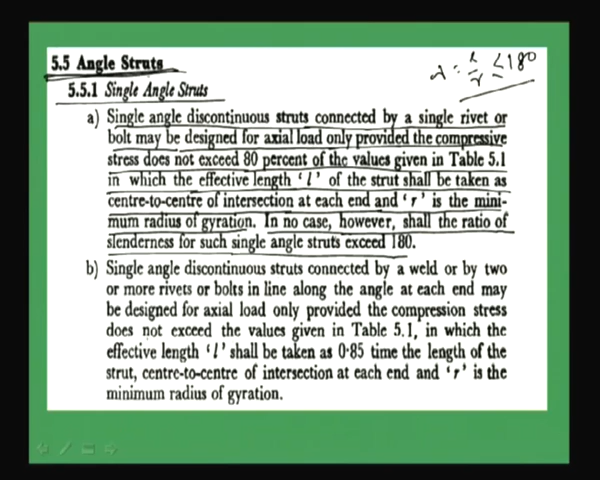 5.5 Angle Struts
λ = l/r ≤ 180
5.5.1 Single Angle Struts
a) Single angle discontinuous struts connected by a single rivet or
bolt may be designed for axial load only provided the compressive
stress does not exceed 80 percent of the values given in Table 5.1
in which the effective length ‘l’ of the strut shall be taken as
centre-to-centre of intersection at each end and ‘r’ is the mini-
mum radius of gyration. In no case, however, shall the ratio of
slenderness for such single angle struts exceed 180.
b) Single angle discontinuous struts connected by a weld or by two
or more rivets or bolts in line along the angle at each end may
be designed for axial load only provided the compression stress
does not exceed the values given in Table 5.1, in which the
effective length ‘l’ shall be taken as 0·85 time the length of the
strut, centre-to-centre of intersection at each end and ‘r’ is the
minimum radius of gyration.